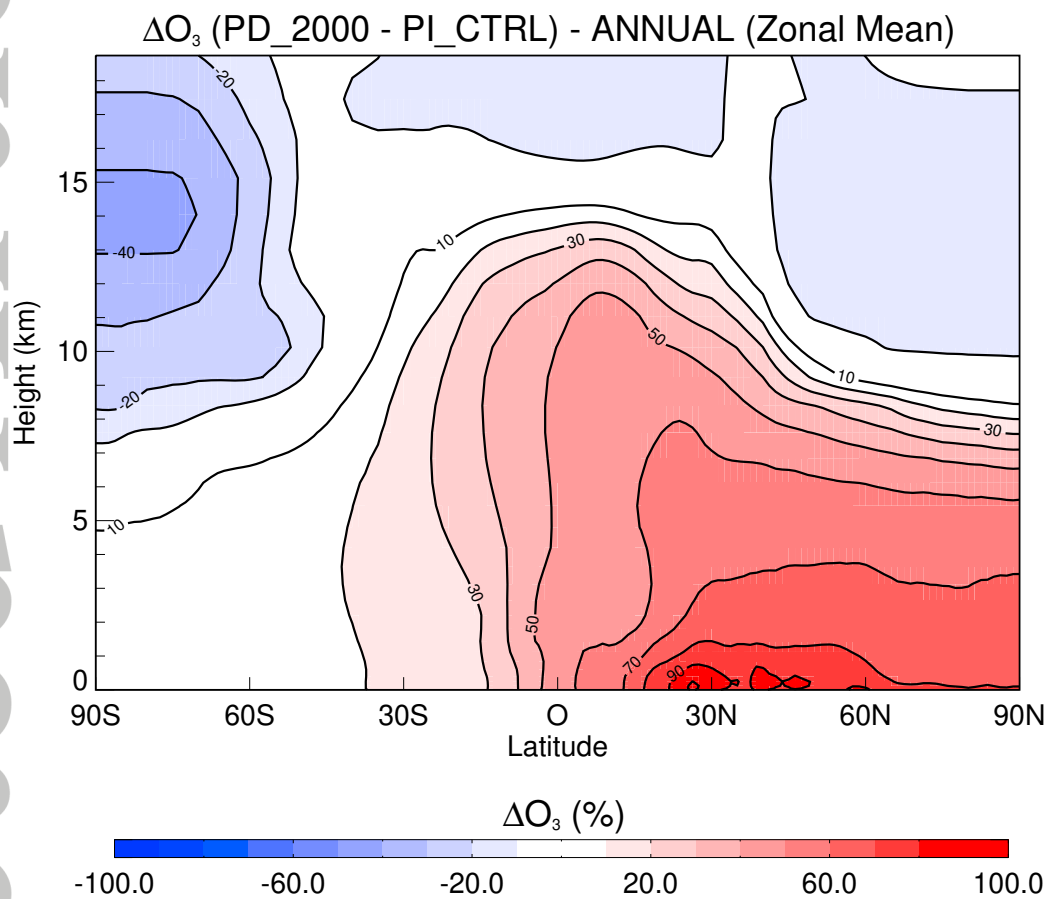 ΔO₃ (PD_2000 - PI_CTRL) - ANNUAL (Zonal Mean)
-20
15
-40
10
30
10
50
10
-20
30
Height (km)
5
10
30
50
70
90
0
90S 60S 30S O 30N 60N 90N
Latitude
ΔO₃ (%)
-100.0 -60.0 -20.0 20.0 60.0 100.0